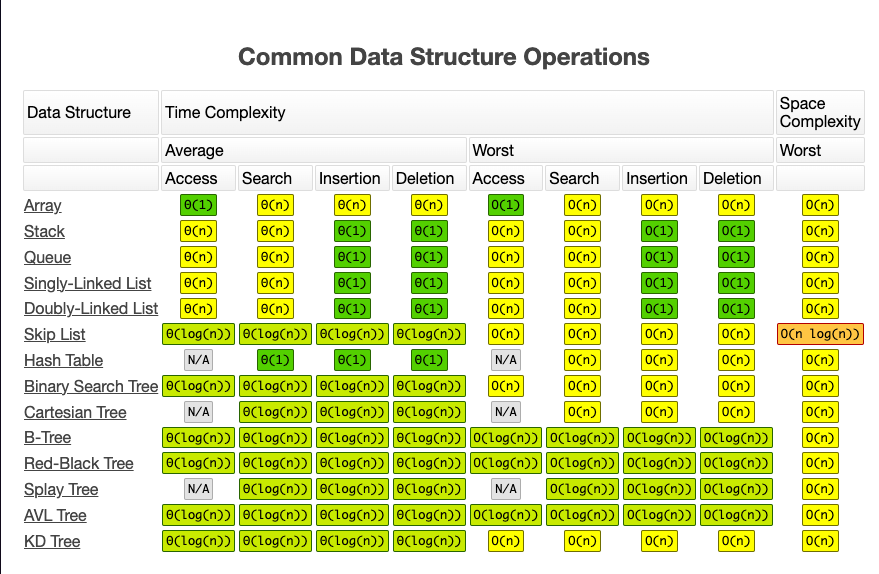 Common Data Structure Operations
Data Structure Time Complexity Space Complexity
Average Worst Worst
Access Search Insertion Deletion Access Search Insertion Deletion
Array Θ(1) Θ(n) Θ(n) Θ(n) O(1) O(n) O(n) O(n) O(n)
Stack Θ(n) Θ(n) Θ(1) Θ(1) O(n) O(n) O(1) O(1) O(n)
Queue Θ(n) Θ(n) Θ(1) Θ(1) O(n) O(n) O(1) O(1) O(n)
Singly-Linked List Θ(n) Θ(n) Θ(1) Θ(1) O(n) O(n) O(1) O(1) O(n)
Doubly-Linked List Θ(n) Θ(n) Θ(1) Θ(1) O(n) O(n) O(1) O(1) O(n)
Skip List Θ(log(n)) Θ(log(n)) Θ(log(n)) Θ(log(n)) O(n) O(n) O(n) O(n) O(n log(n))
Hash Table N/A Θ(1) Θ(1) Θ(1) N/A O(n) O(n) O(n) O(n)
Binary Search Tree Θ(log(n)) Θ(log(n)) Θ(log(n)) Θ(log(n)) O(n) O(n) O(n) O(n) O(n)
Cartesian Tree N/A Θ(log(n)) Θ(log(n)) Θ(log(n)) N/A O(n) O(n) O(n) O(n)
B-Tree Θ(log(n)) Θ(log(n)) Θ(log(n)) Θ(log(n)) O(log(n)) O(log(n)) O(log(n)) O(log(n)) O(n)
Red-Black Tree Θ(log(n)) Θ(log(n)) Θ(log(n)) Θ(log(n)) O(log(n)) O(log(n)) O(log(n)) O(log(n)) O(n)
Splay Tree N/A Θ(log(n)) Θ(log(n)) Θ(log(n)) N/A O(log(n)) O(log(n)) O(log(n)) O(n)
AVL Tree Θ(log(n)) Θ(log(n)) Θ(log(n)) Θ(log(n)) O(log(n)) O(log(n)) O(log(n)) O(log(n)) O(n)
KD Tree Θ(log(n)) Θ(log(n)) Θ(log(n)) Θ(log(n)) O(n) O(n) O(n) O(n) O(n)